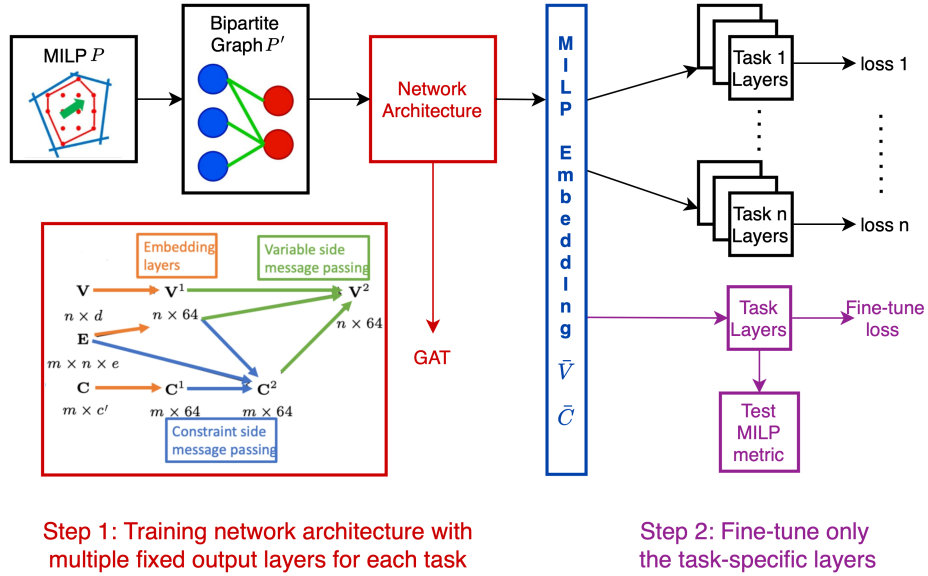 MILP P
Bipartite
Graph P′
Network
Architecture
MILP EmbeddIng
V̄
C̄
Task 1
Layers
loss 1
Task n
Layers
loss n
Embedding
layers
Variable side
message passing
V
V¹
V²
n × d
n × 64
n × 64
E
m × n × e
C
C¹
C²
m × c′
m × 64
m × 64
Constraint side
message passing
GAT
Task
Layers
Fine-tune
loss
Test
MILP
metric
Step 1: Training network architecture with
multiple fixed output layers for each task
Step 2: Fine-tune only
the task-specific layers